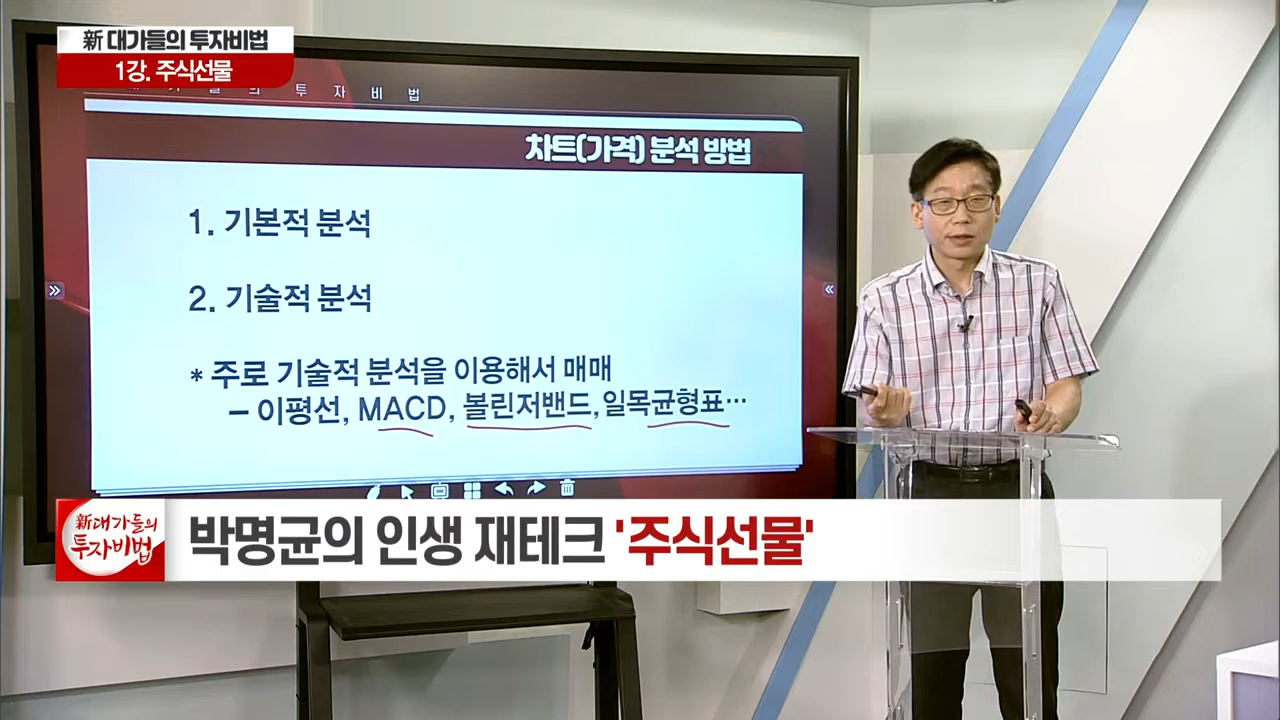 新 대가들의 투자비법
1강. 주식선물
대 가 들 의 투 자 비 법
차트(가격) 분석 방법
1. 기본적 분석
2. 기술적 분석
* 주로 기술적 분석을 이용해서 매매
– 이평선, MACD, 볼린저밴드, 일목균형표…
新대가들의
투자비법
박명균의 인생 재테크 '주식선물'